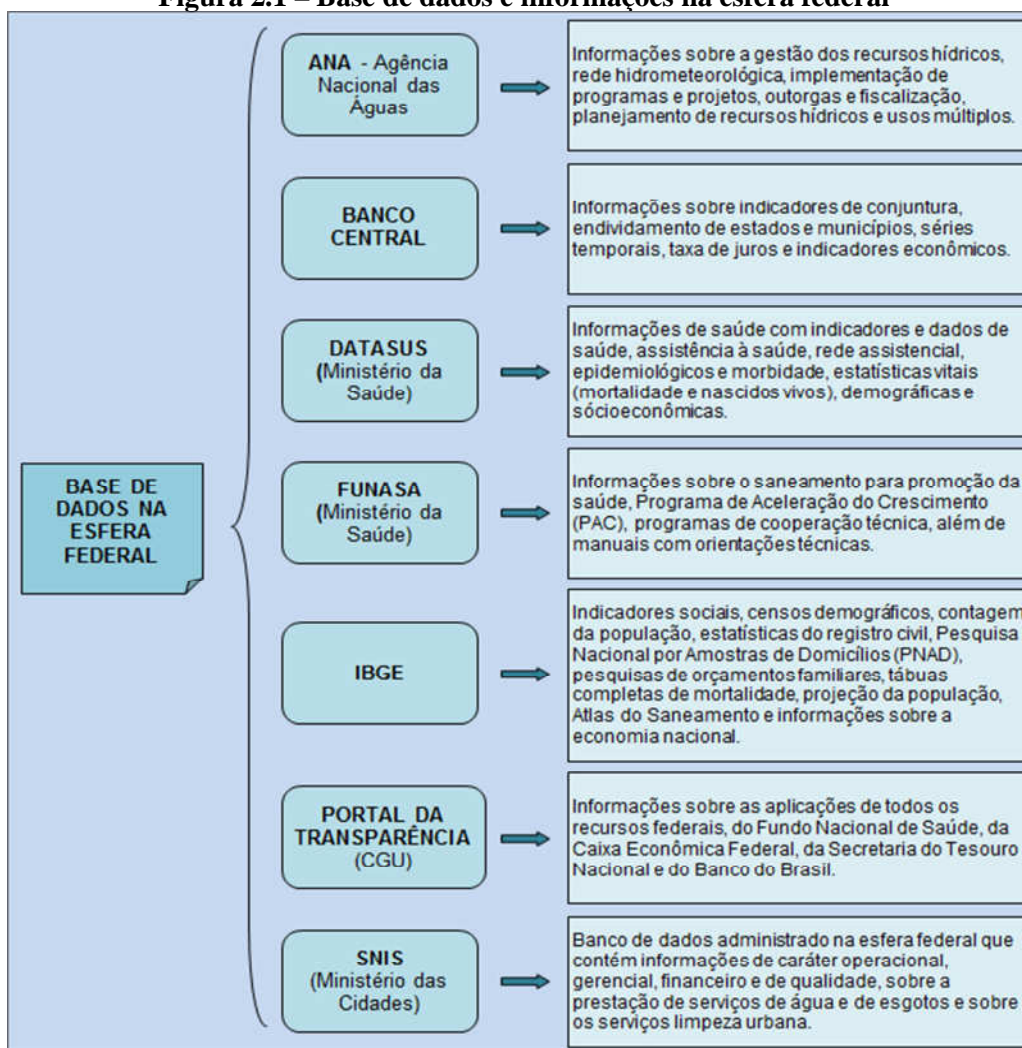 Figura 2.1 – Base de dados e informações na esfera federal
BASE DE
DADOS NA
ESFERA
FEDERAL
ANA - Agência
Nacional das
Águas
Informações sobre a gestão dos recursos hídricos,
rede hidrometeorológica, implementação de
programas e projetos, outorgas e fiscalização,
planejamento de recursos hídricos e usos múltiplos.
BANCO
CENTRAL
Informações sobre indicadores de conjuntura,
endividamento de estados e municípios, séries
temporais, taxa de juros e indicadores econômicos.
DATASUS
(Ministério da
Saúde)
Informações de saúde com indicadores e dados de
saúde, assistência à saúde, rede assistencial,
epidemiológicos e morbidade, estatísticas vitais
(mortalidade e nascidos vivos), demográficas e
sócioeconômicas.
FUNASA
(Ministério da
Saúde)
Informações sobre o saneamento para promoção da
saúde, Programa de Aceleração do Crescimento
(PAC), programas de cooperação técnica, além de
manuais com orientações técnicas.
IBGE
Indicadores sociais, censos demográficos, contagem
da população, estatísticas do registro civil, Pesquisa
Nacional por Amostras de Domicílios (PNAD),
pesquisas de orçamentos familiares, tábuas
completas de mortalidade, projeção da população,
Atlas do Saneamento e informações sobre a
economia nacional.
PORTAL DA
TRANSPARÊNCIA
(CGU)
Informações sobre as aplicações de todos os
recursos federais, do Fundo Nacional de Saúde, da
Caixa Econômica Federal, da Secretaria do Tesouro
Nacional e do Banco do Brasil.
SNIS
(Ministério das
Cidades)
Banco de dados administrado na esfera federal que
contém informações de caráter operacional,
gerencial, financeiro e de qualidade, sobre a
prestação de serviços de água e de esgotos e sobre
os serviços limpeza urbana.